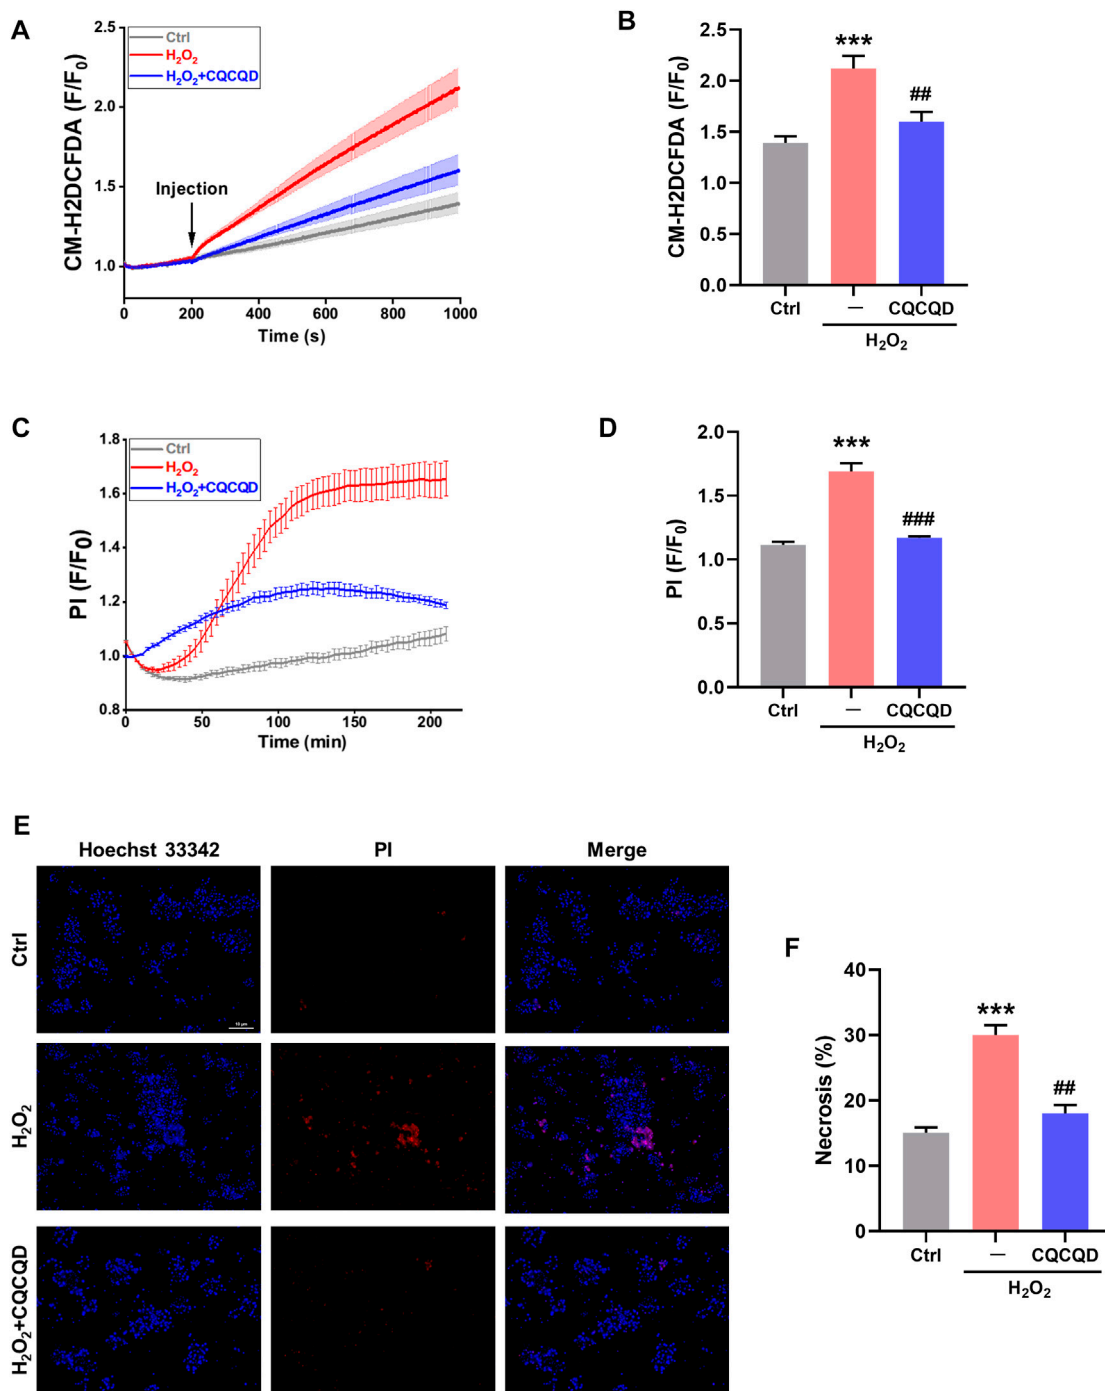 A
Ctrl
H₂O₂
H₂O₂+CQCQD
CM-H2DCFDA (F/F₀)
2.5
2.0
1.5
1.0
Injection
0 200 400 600 800 1000
Time (s)
B
CM-H2DCFDA (F/F₀)
2.5
2.0
1.5
1.0
0.5
0.0
***
##
Ctrl — CQCQD
H₂O₂
C
Ctrl
H₂O₂
H₂O₂+CQCQD
PI (F/F₀)
1.8
1.6
1.4
1.2
1.0
0.8
0 50 100 150 200
Time (min)
D
PI (F/F₀)
2.0
1.5
1.0
0.5
0.0
***
###
Ctrl — CQCQD
H₂O₂
E
Hoechst 33342 PI Merge
Ctrl
10 μm
H₂O₂
H₂O₂+CQCQD
F
Necrosis (%)
40
30
20
10
0
***
##
Ctrl — CQCQD
H₂O₂